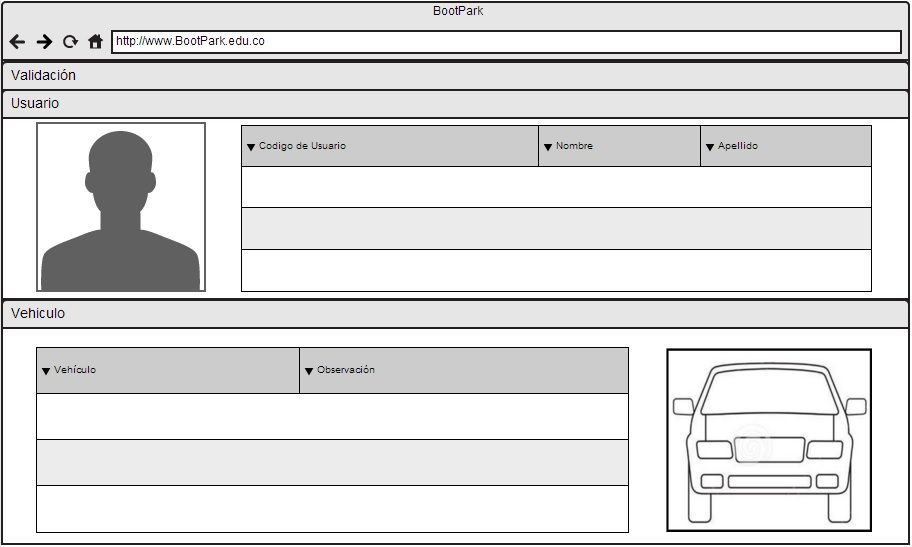 BootPark
http://www.BootPark.edu.co
Validación
Usuario
Codigo de Usuario
Nombre
Apellido
Vehiculo
Vehículo
Observación